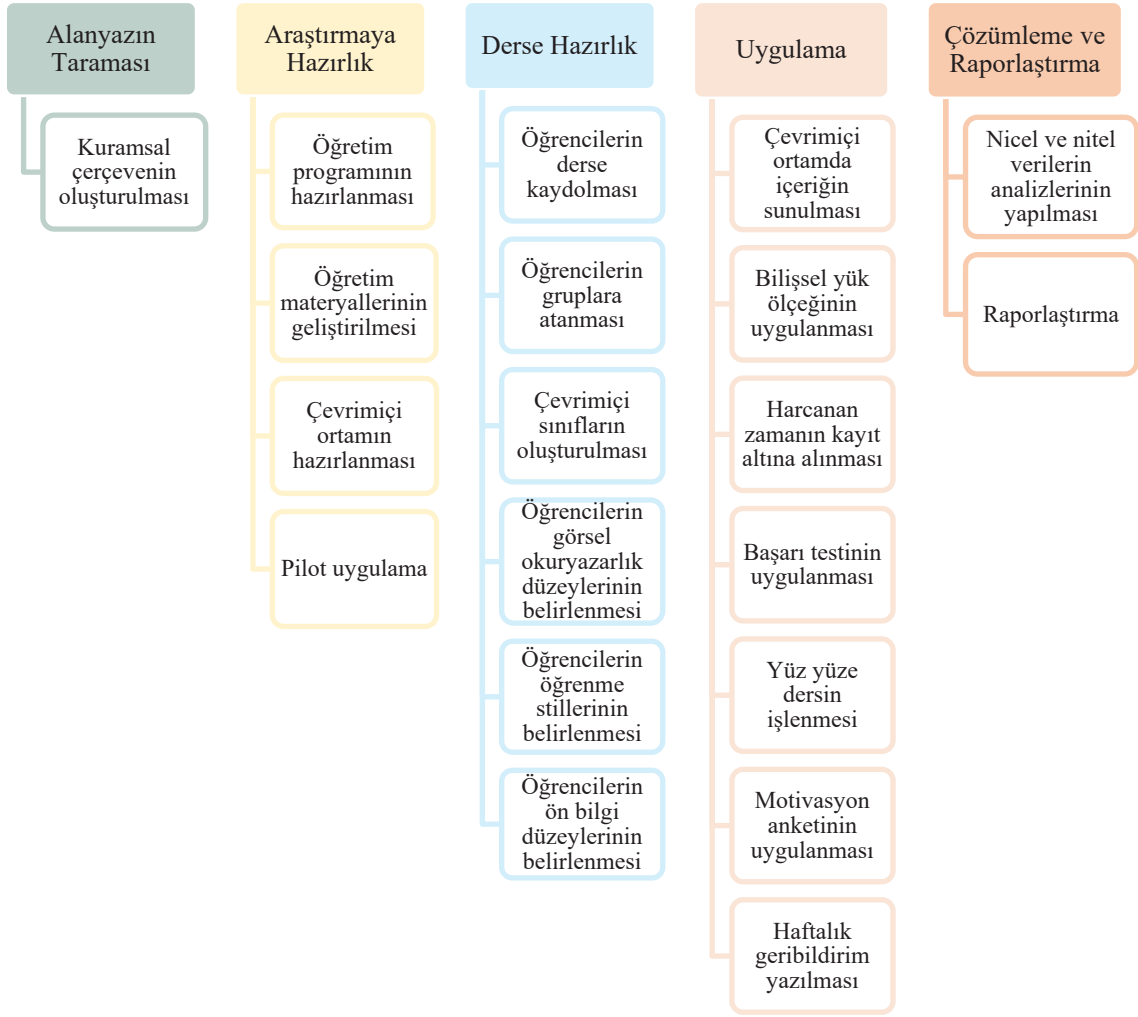 Alanyazın
Taraması
Kuramsal
çerçevenin
oluşturulması
Araştırmaya
Hazırlık
Öğretim
programının
hazırlanması
Öğretim
materyallerinin
geliştirilmesi
Çevrimiçi
ortamın
hazırlanması
Pilot uygulama
Derse Hazırlık
Öğrencilerin
derse
kaydolması
Öğrencilerin
gruplara
atanması
Çevrimiçi
sınıfların
oluşturulması
Öğrencilerin
görsel
okuryazarlık
düzeylerinin
belirlenmesi
Öğrencilerin
öğrenme
stillerinin
belirlenmesi
Öğrencilerin
ön bilgi
düzeylerinin
belirlenmesi
Uygulama
Çevrimiçi
ortamda
içeriğin
sunulması
Bilişsel yük
ölçeğinin
uygulanması
Harcanan
zamanın kayıt
altına alınması
Başarı testinin
uygulanması
Yüz yüze
dersin
işlenmesi
Motivasyon
anketinin
uygulanması
Haftalık
geribildirim
yazılması
Çözümleme ve
Raporlaştırma
Nicel ve nitel
verilerin
analizlerinin
yapılması
Raporlaştırma